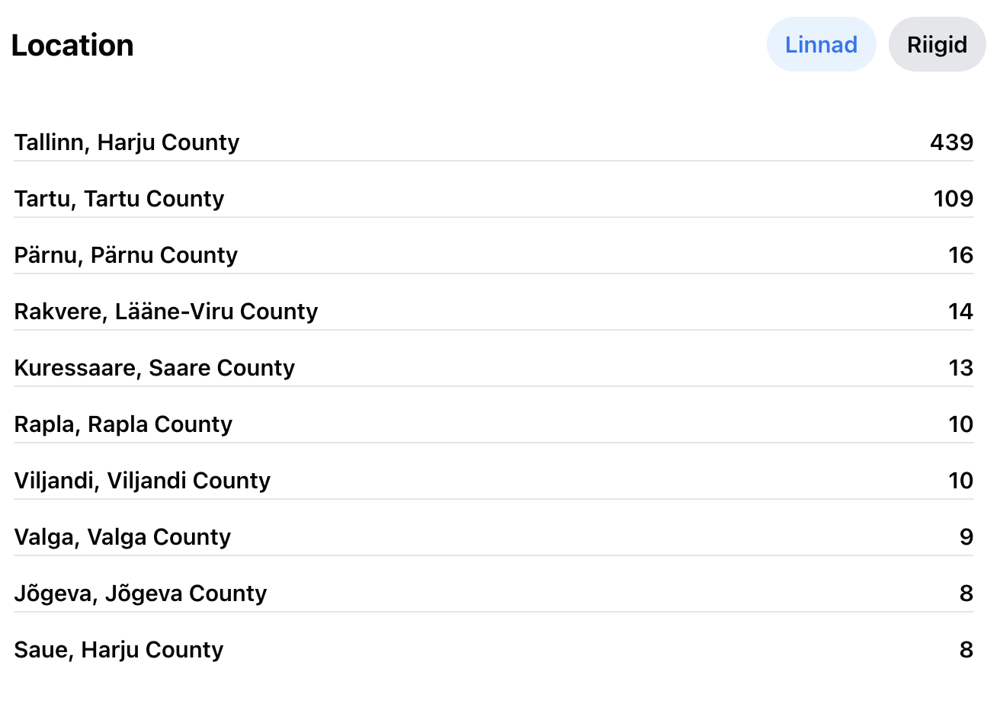 Location Linnad Riigid
Tallinn, Harju County 439
Tartu, Tartu County 109
Pärnu, Pärnu County 16
Rakvere, Lääne-Viru County 14
Kuressaare, Saare County 13
Rapla, Rapla County 10
Viljandi, Viljandi County 10
Valga, Valga County 9
Jõgeva, Jõgeva County 8
Saue, Harju County 8